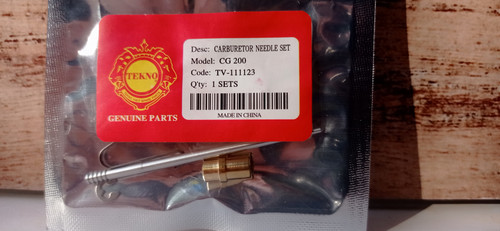 TEKNO
GENUINE PARTS
Desc: CARBURETOR NEEDLE SET
Model: CG 200
Code: TV-111123
Q'ty: 1 SETS
MADE IN CHINA